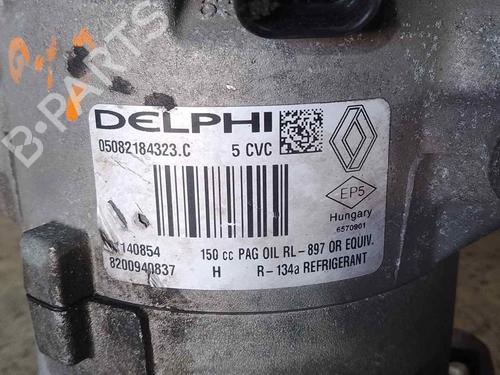 B-PARTS
DELPHI
05082184323.C 5 CVC
EP5
Hungary
6570901
140854 150 cc PAG OIL RL-897 OR EQUIV.
8200940837 H R-134a REFRIGERANT